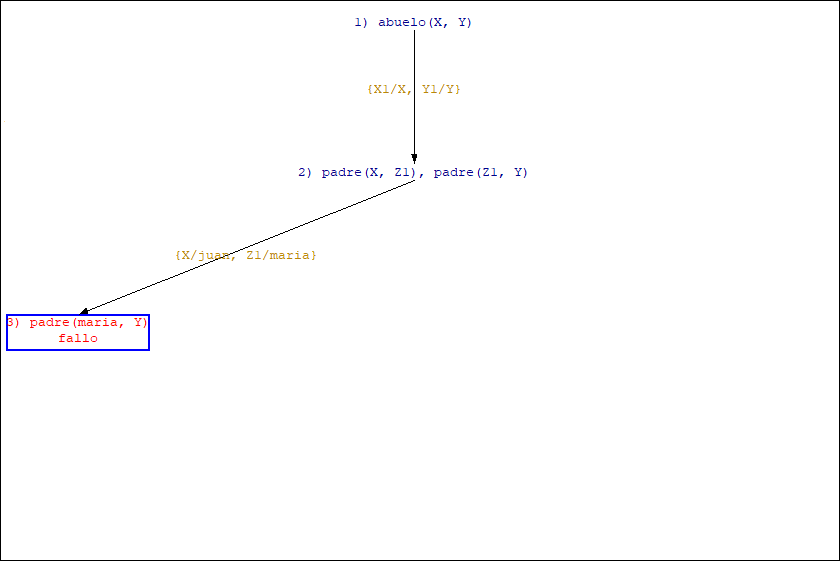 1) abuelo(X, Y)
{X1/X, Y1/Y}
2) padre(X, Z1), padre(Z1, Y)
{X/juan, Z1/maria}
3) padre(maria, Y)
fallo